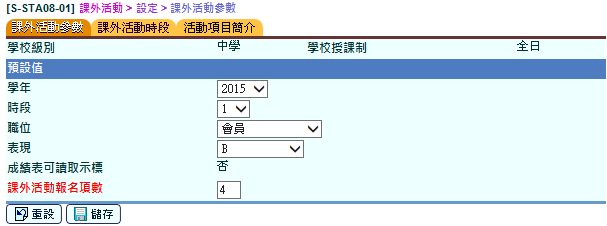 [S-STA08-01] 課外活動 > 設定 > 課外活動參數
課外活動參數 課外活動時段 活動項目簡介
學校級別 中學 學校授課制 全日
預設值
學年 2015
時段 1
職位 會員
表現 B
成績表可讀取示標 否
課外活動報名項數 4
重設 儲存